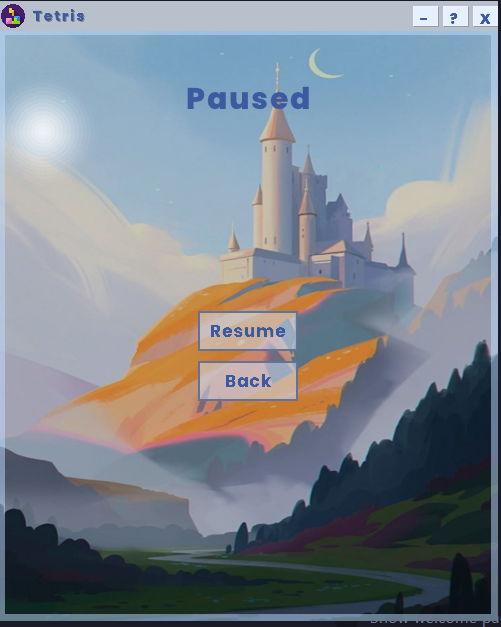 Tetris
– ? X
Paused
Resume
Back